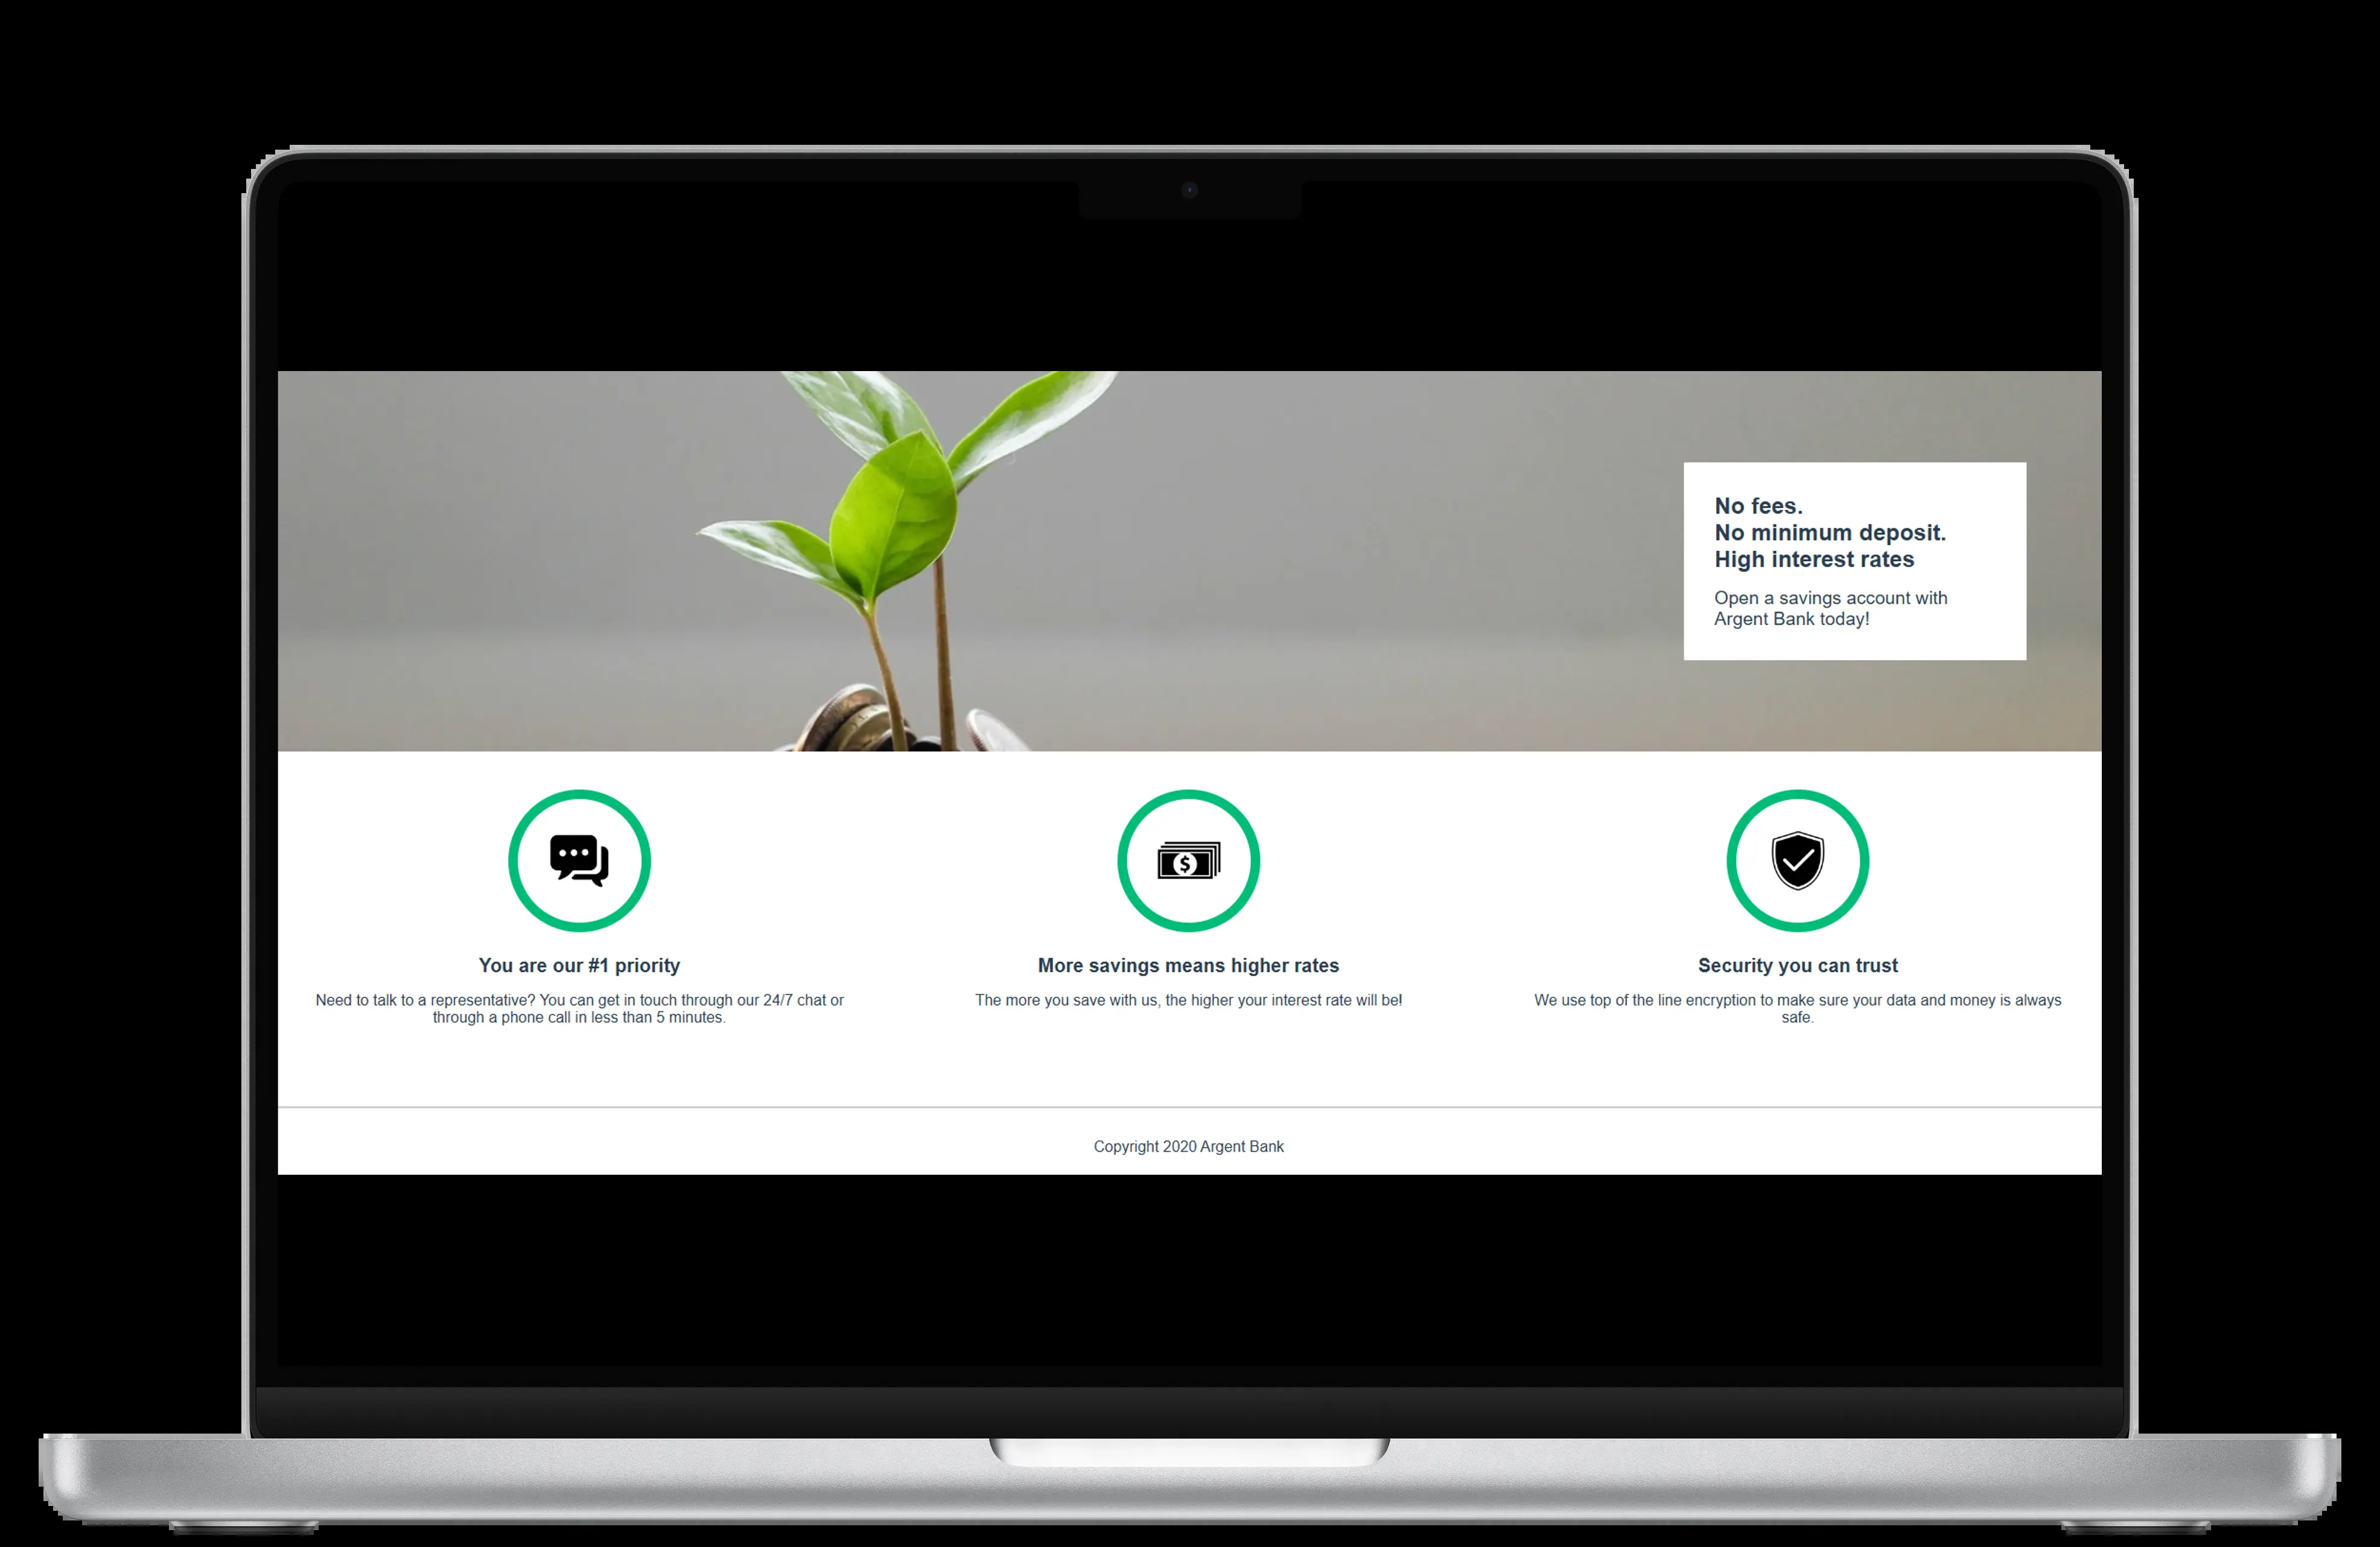 No fees.
No minimum deposit.
High interest rates
Open a savings account with
Argent Bank today!
You are our #1 priority
Need to talk to a representative? You can get in touch through our 24/7 chat or
through a phone call in less than 5 minutes.
More savings means higher rates
The more you save with us, the higher your interest rate will be!
Security you can trust
We use top of the line encryption to make sure your data and money is always
safe.
Copyright 2020 Argent Bank